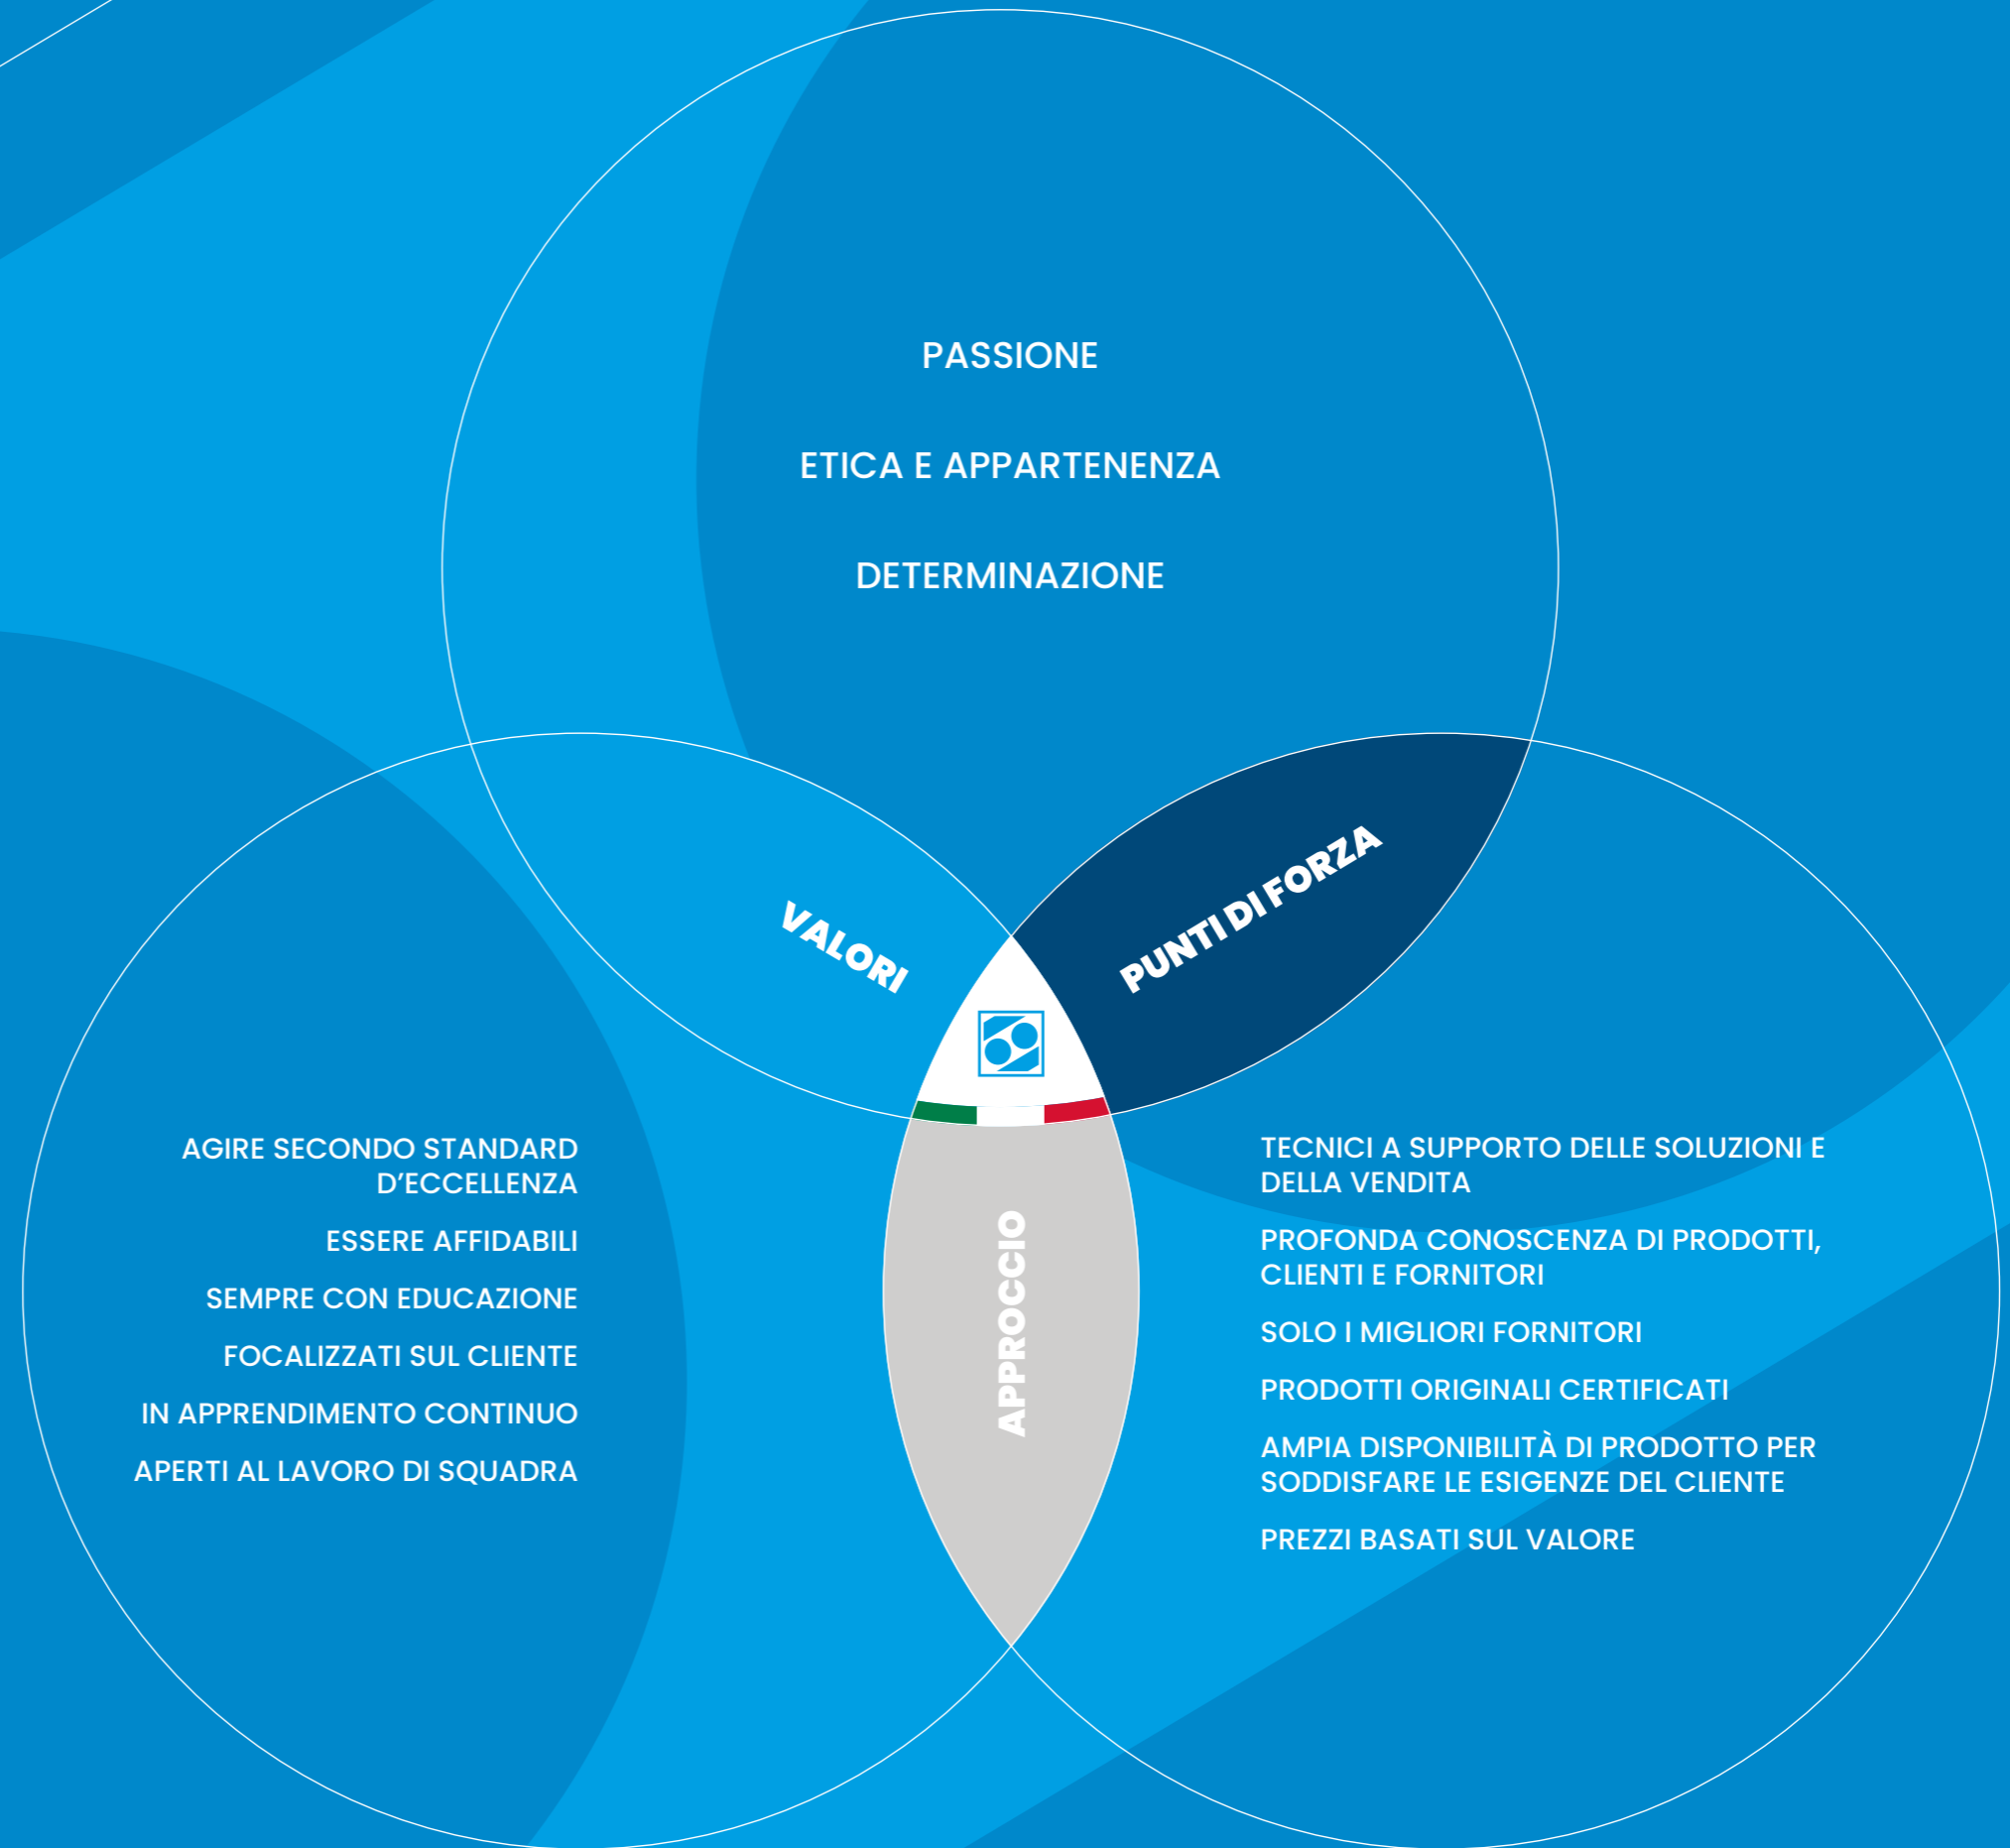 PASSIONE
ETICA E APPARTENENZA
DETERMINAZIONE
VALORI
PUNTI DI FORZA
APPROCCIO
AGIRE SECONDO STANDARD
D’ECCELLENZA
ESSERE AFFIDABILI
SEMPRE CON EDUCAZIONE
FOCALIZZATI SUL CLIENTE
IN APPRENDIMENTO CONTINUO
APERTI AL LAVORO DI SQUADRA
TECNICI A SUPPORTO DELLE SOLUZIONI E
DELLA VENDITA
PROFONDA CONOSCENZA DI PRODOTTI,
CLIENTI E FORNITORI
SOLO I MIGLIORI FORNITORI
PRODOTTI ORIGINALI CERTIFICATI
AMPIA DISPONIBILITÀ DI PRODOTTO PER
SODDISFARE LE ESIGENZE DEL CLIENTE
PREZZI BASATI SUL VALORE